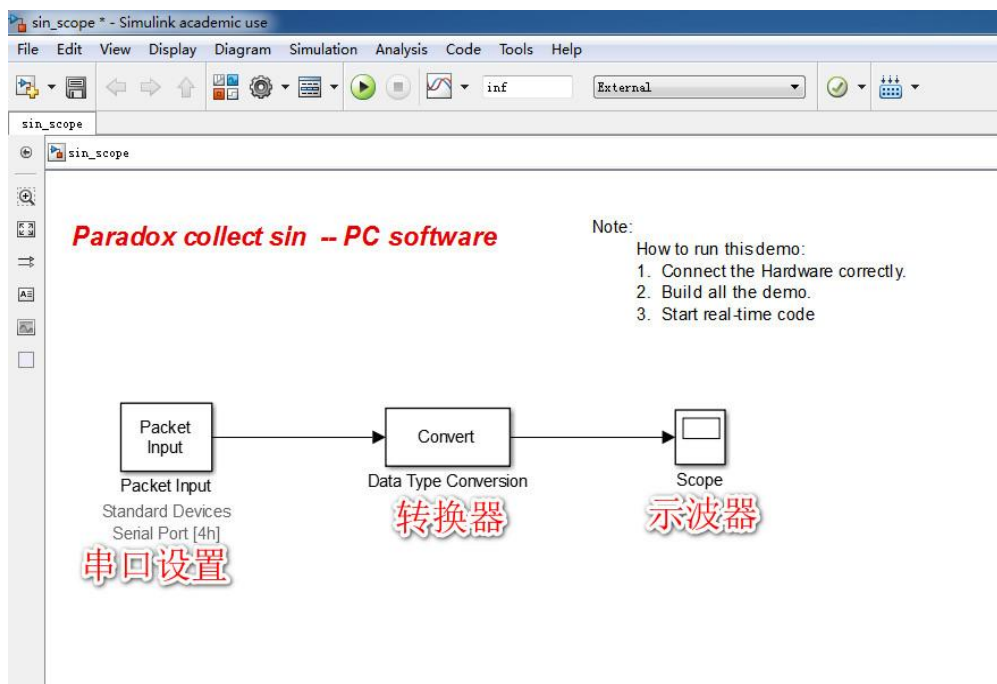 sin_scope * - Simulink academic use
File Edit View Display Diagram Simulation Analysis Code Tools Help
inf External
sin_scope
sin_scope
Paradox collect sin -- PC software
Note:
How to run this demo:
1. Connect the Hardware correctly.
2. Build all the demo.
3. Start real-time code
Packet
Input
Convert
Packet Input
Data Type Conversion
Scope
Standard Devices
Serial Port [4h]
串口设置
转换器
示波器